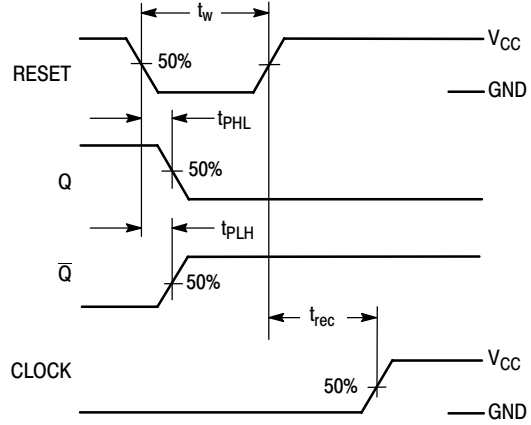 t_w
V_CC
RESET
50%
GND
t_PHL
Q
50%
t_PLH
Q̅
50%
t_rec
CLOCK
V_CC
50%
GND